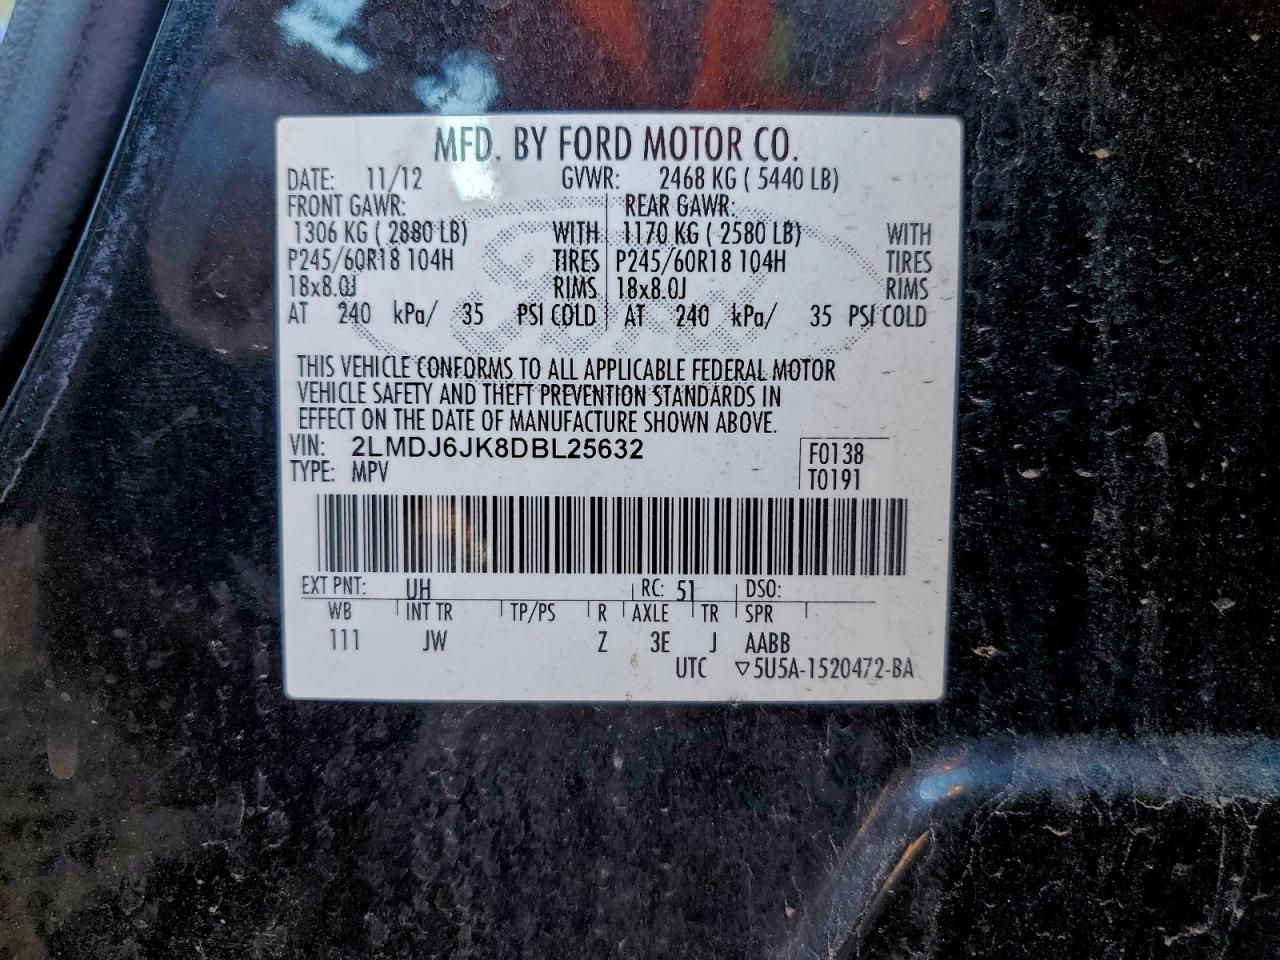 MFD. BY FORD MOTOR CO.
DATE: 11/12 GVWR: 2468 KG ( 5440 LB)
FRONT GAWR: REAR GAWR:
1306 KG ( 2880 LB) WITH 1170 KG ( 2580 LB) WITH
P245/60R18 104H TIRES P245/60R18 104H TIRES
18x8.0J RIMS 18x8.0J RIMS
AT 240 kPa/ 35 PSI COLD AT 240 kPa/ 35 PSI COLD
THIS VEHICLE CONFORMS TO ALL APPLICABLE FEDERAL MOTOR
VEHICLE SAFETY AND THEFT PREVENTION STANDARDS IN
EFFECT ON THE DATE OF MANUFACTURE SHOWN ABOVE.
VIN: 2LMDJ6JK8DBL25632 F0138
TYPE: MPV T0191
EXT PNT: UH RC: 51 DSO:
WB INT TR TP/PS R AXLE TR SPR
111 JW Z 3E J AABB
UTC ▽5U5A-1520472-BA